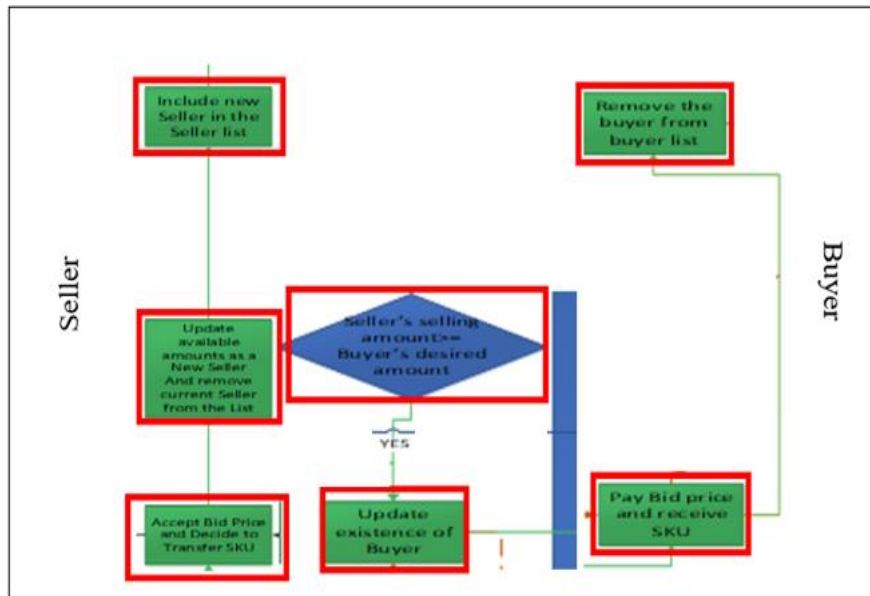 Include new
Seller in the
Seller list
Remove the
buyer from
buyer list
Seller
Buyer
Update
available
amounts as a
New Seller
And remove
current Seller
from the List
Seller's selling
amount>=
Buyer's desired
amount
YES
Accept Bid Price
and Decide to
Transfer SKU
Update
existence of
Buyer
Pay Bid price
and receive
SKU